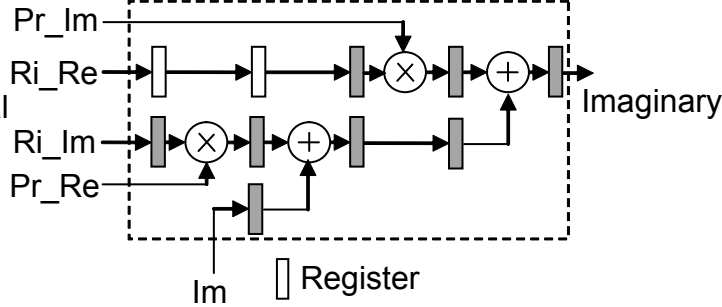 Pr_Im
Ri_Re
l
Ri_Im
Pr_Re
×
+
×
+
Imaginary
Im
Register